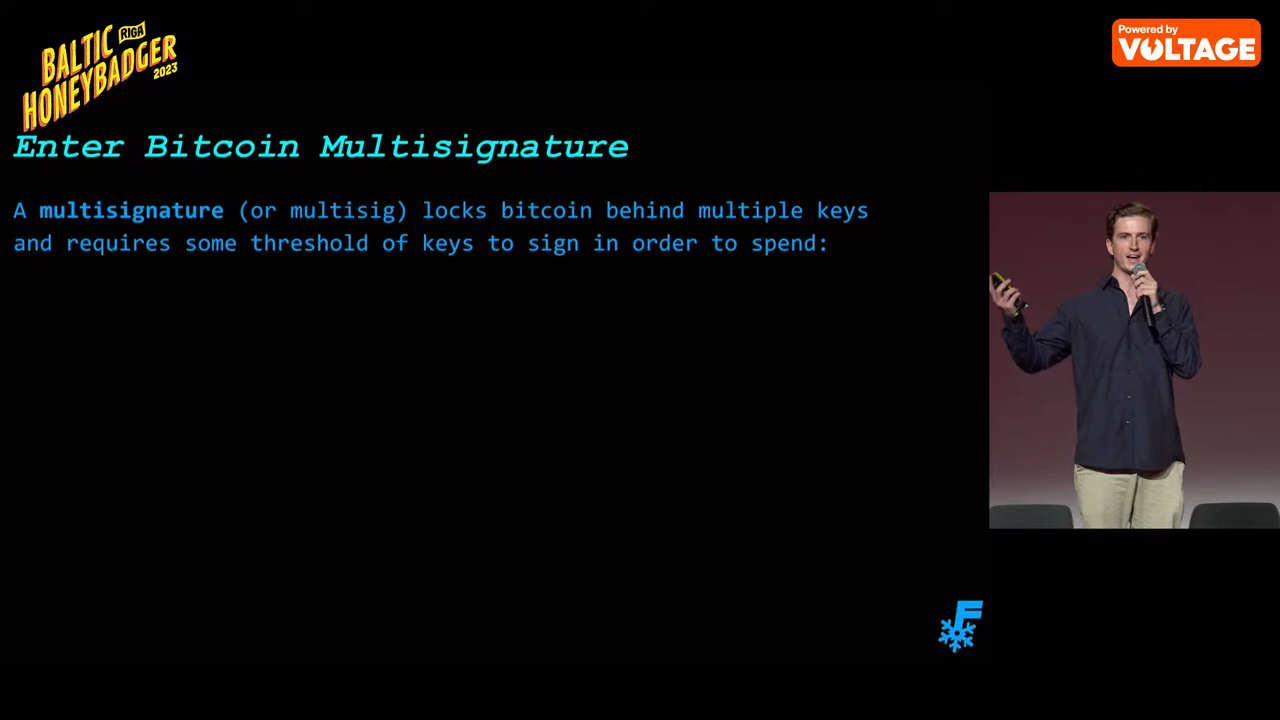 BALTIC
RIGA
HONEYBADGER
2023
Powered by
VOLTAGE
Enter Bitcoin Multisignature
A multisignature (or multisig) locks bitcoin behind multiple keys
and requires some threshold of keys to sign in order to spend:
F